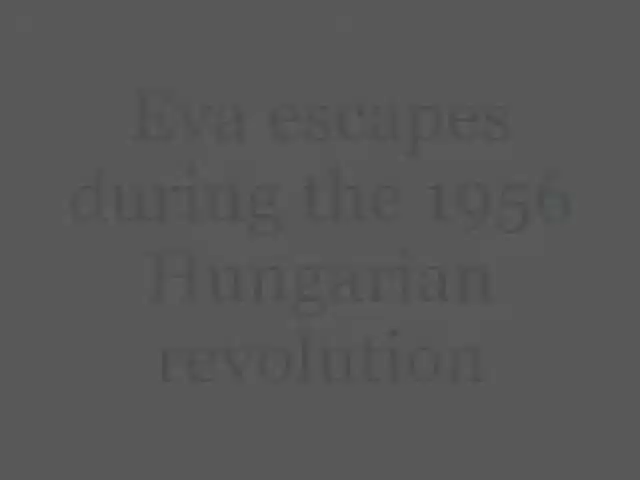 Eva escapes
during the 1956
Hungarian
revolution